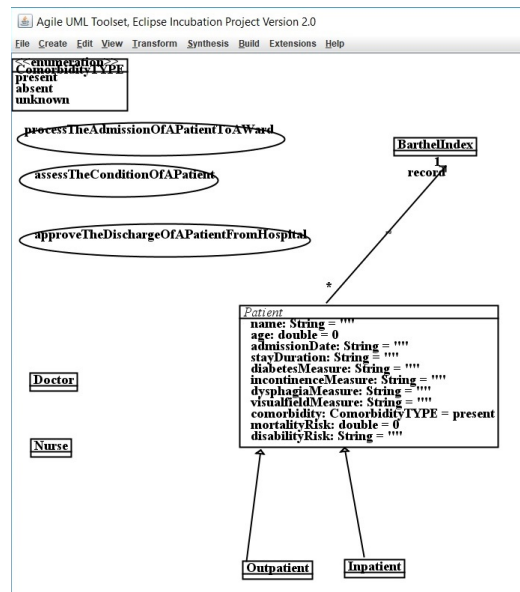 Agile UML Toolset, Eclipse Incubation Project Version 2.0
File Create Edit View Transform Synthesis Build Extensions Help
<<enumeration>>
ComorbidityTYPE
present
absent
unknown
processTheAdmissionOfAPatientToAWard
assessTheConditionOfAPatient
approveTheDischargeOfAPatientFromHospital
BarthelIndex
1
record
*
Patient
name: String = ""
age: double = 0
admissionDate: String = ""
stayDuration: String = ""
diabetesMeasure: String = ""
incontinenceMeasure: String = ""
dysphagiaMeasure: String = ""
visualfieldMeasure: String = ""
comorbidity: ComorbidityTYPE = present
mortalityRisk: double = 0
disabilityRisk: String = ""
Doctor
Nurse
Outpatient
Inpatient